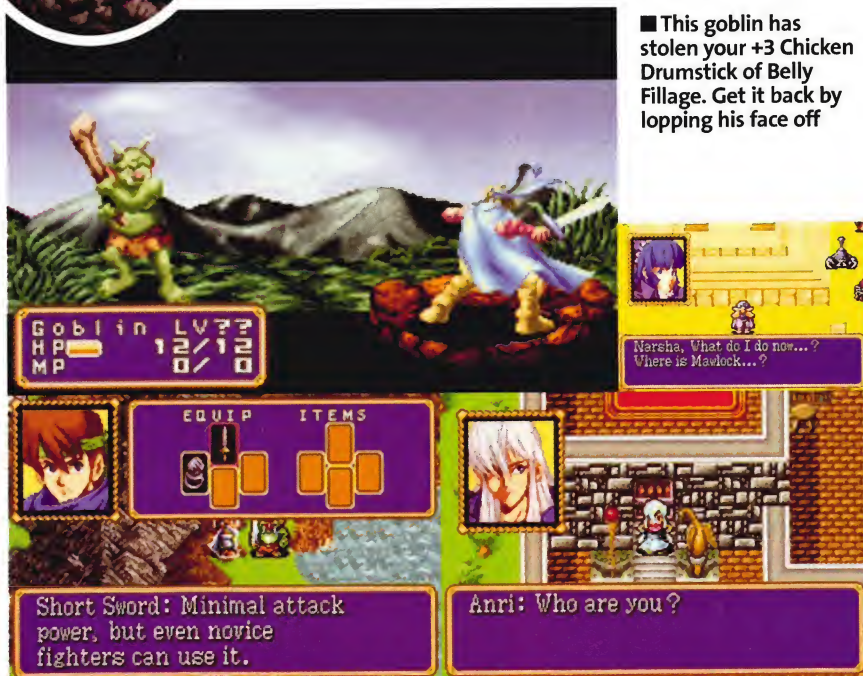 ■ This goblin has
stolen your +3 Chicken
Drumstick of Belly
Fillage. Get it back by
lopping his face off
Goblin LV??
HP 12/12
MP 0/ 0
Narsha, What do I do now...?
Where is Mawlock...?
EQUIP ITEMS
Short Sword: Minimal attack
power, but even novice
fighters can use it.
Anri: Who are you?